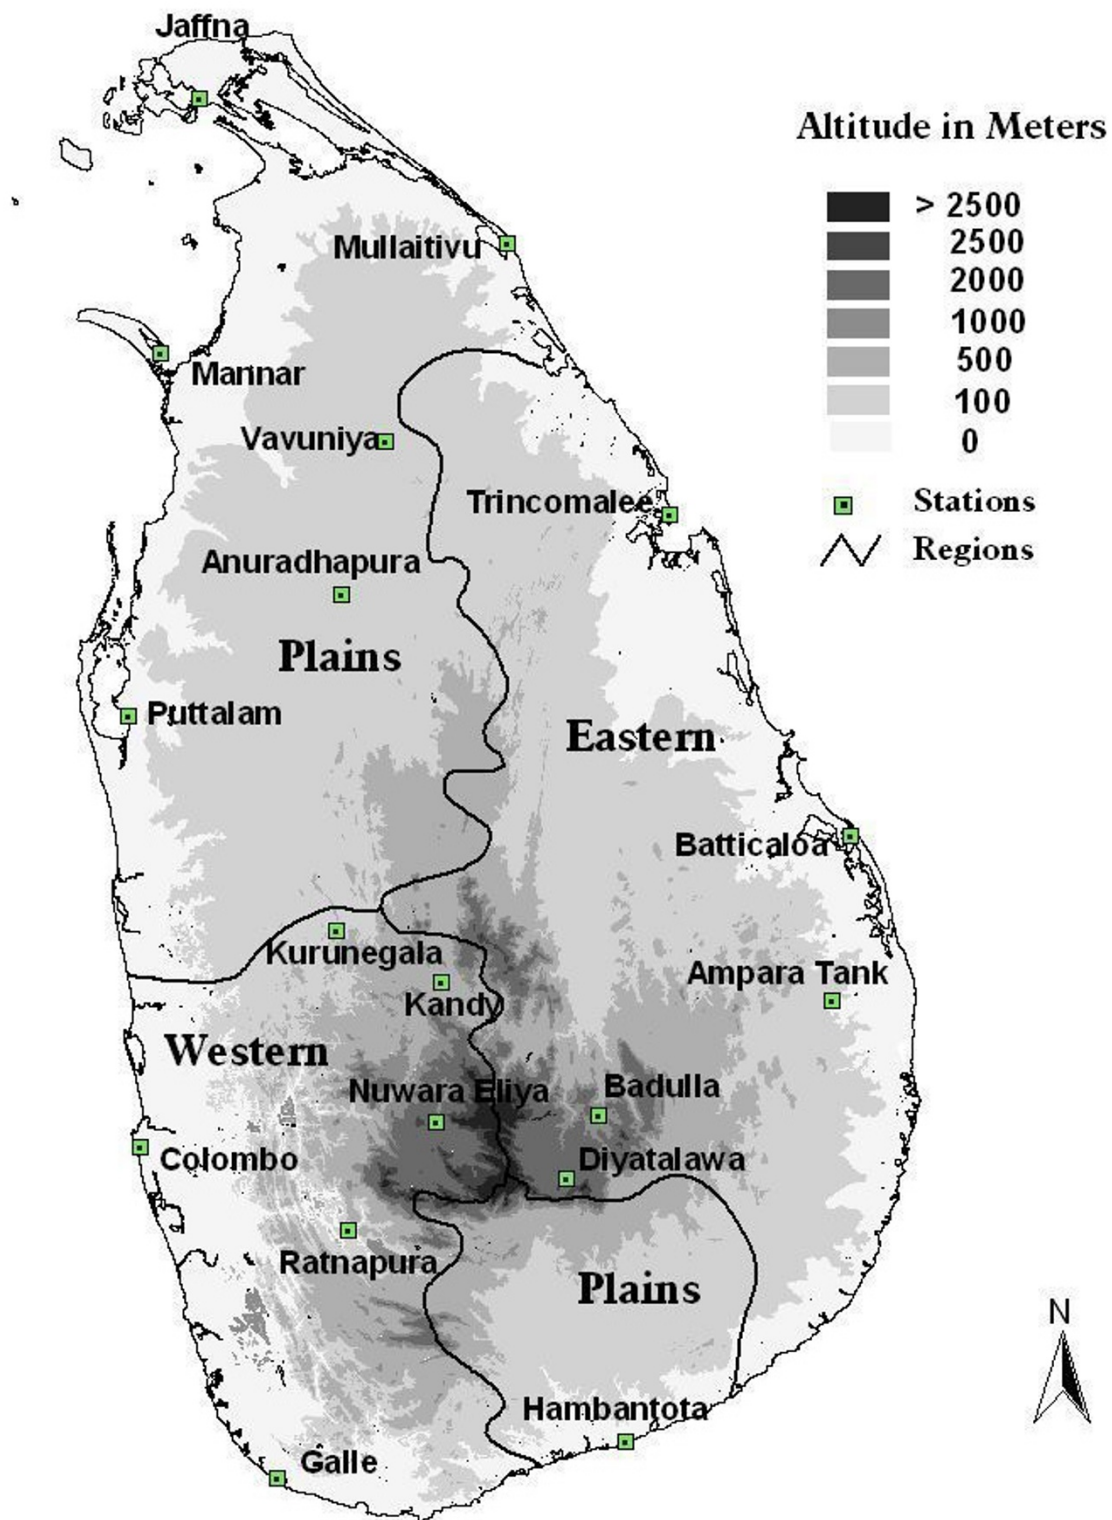 Jaffna
Altitude in Meters
> 2500
2500
2000
1000
500
100
0
Stations
Regions
Mullaitivu
Mannar
Vavuniya
Trincomalee
Anuradhapura
Plains
Puttalam
Eastern
Batticaloa
Kurunegala
Ampara Tank
Kandy
Western
Nuwara Eliya
Badulla
Colombo
Diyatalawa
Ratnapura
Plains
N
Hambantota
Galle